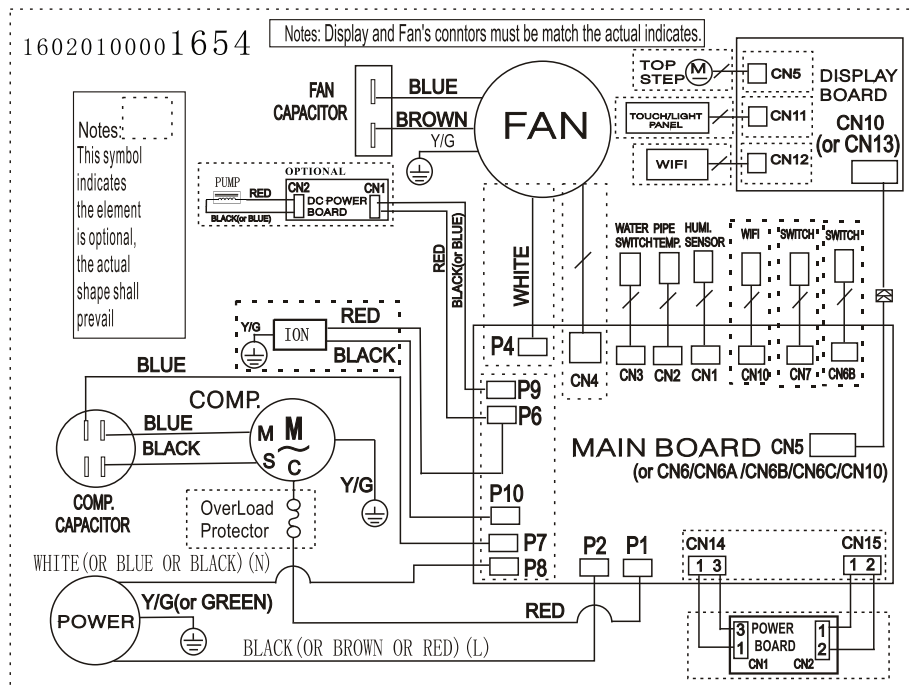 16020100001654
Notes: Display and Fan's conntors must be match the actual indicates.
Notes:
This symbol
indicates
the element
is optional,
the actual
shape shall
prevail
FAN
CAPACITOR
BLUE
BROWN
Y/G
FAN
TOP
STEP
M
CN5
TOUCH/LIGHT
PANEL
CN11
WIFI
CN12
DISPLAY
BOARD
CN10
(or CN13)
OPTIONAL
PUMP
RED
BLACK(or BLUE)
CN2
CN1
DC POWER
BOARD
RED
BLACK(or BLUE)
WHITE
WATER
SWITCH
PIPE
TEMP.
HUMI.
SENSOR
WIFI
SWITCH
SWITCH
Y/G
ION
RED
BLACK
P4
CN4
CN3
CN2
CN1
CN10
CN7
CN6B
BLUE
COMP.
BLUE
BLACK
M
S
C
M
~
Y/G
COMP.
CAPACITOR
OverLoad
Protector
P9
P6
P10
P7
P8
P2
P1
MAIN BOARD
CN5
(or CN6/CN6A /CN6B/CN6C/CN10)
CN14
1 3
CN15
1 2
WHITE(OR BLUE OR BLACK)(N)
POWER
Y/G(or GREEN)
RED
BLACK(OR BROWN OR RED)(L)
3
1
POWER
BOARD
CN1
CN2
1
2